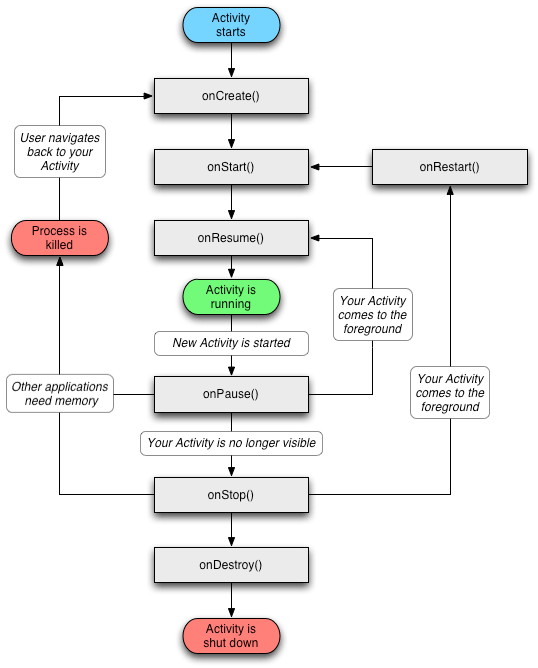 Activity
starts
onCreate()
User navigates
back to your
Activity
onStart()
onRestart()
Process is
killed
onResume()
Activity is
running
Your Activity
comes to the
foreground
New Activity is started
Other applications
need memory
onPause()
Your Activity
comes to the
foreground
Your Activity is no longer visible
onStop()
onDestroy()
Activity is
shut down